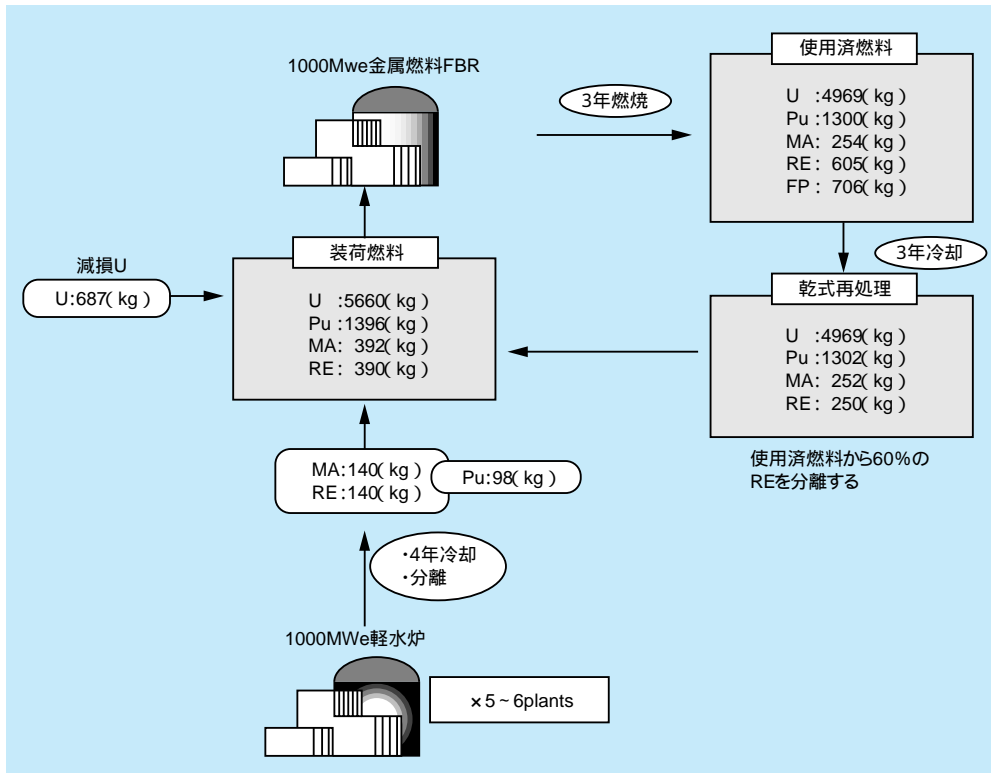 1000Mwe金属燃料FBR
3年燃焼
使用済燃料
U :4969(kg)
Pu:1300(kg)
MA: 254(kg)
RE: 605(kg)
FP: 706(kg)
3年冷却
減損U
U:687(kg)
装荷燃料
U :5660(kg)
Pu:1396(kg)
MA: 392(kg)
RE: 390(kg)
乾式再処理
U :4969(kg)
Pu:1302(kg)
MA: 252(kg)
RE: 250(kg)
使用済燃料から60%の
REを分離する
MA:140(kg)
RE:140(kg)
Pu:98(kg)
・4年冷却
・分離
1000MWe軽水炉
×5~6plants